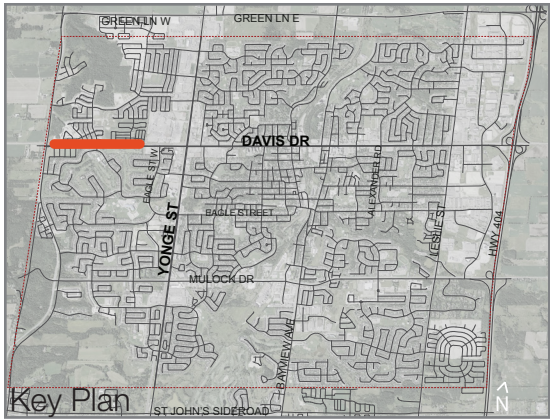 GREEN LN W
GREEN LN E
DAVIS DR
EAGLE ST W
ALEXANDER RD
EAGLE STREET
YONGE ST
LESLIE ST
HWY 404
MULOCK DR
BAYVIEW AVE
Key Plan
ST JOHN'S SIDEROAD
N